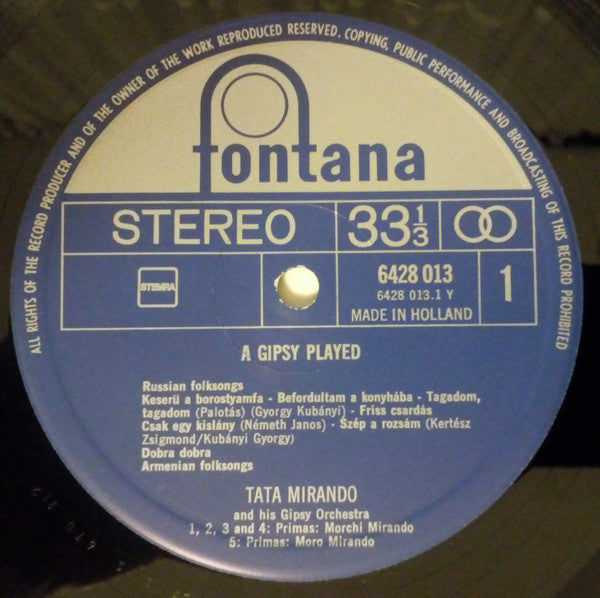 ALL RIGHTS OF THE RECORD PRODUCER AND OF THE OWNER OF THE WORK REPRODUCED RESERVED. COPYING, PUBLIC PERFORMANCE AND BROADCASTING OF THIS RECORD PROHIBITED
fontana
STEREO 33⅓
STEMRA
6428 013
6428 013.1 Y
MADE IN HOLLAND
1
A GIPSY PLAYED
Russian folksongs
Keserü a borostyamfa - Befordultam a konyhába - Tagadom,
tagadom (Palotás) (Gyorgy Kubányi) - Friss csardás
Csak egy kislány (Németh Janos) - Szép a rozsám (Kertész
Zsigmond/Kubányi Gyorgy)
Dobra dobra
Armenian folksongs
TATA MIRANDO
and his Gipsy Orchestra
1, 2, 3 and 4: Primas: Morchi Mirando
5: Primas: Moro Mirando